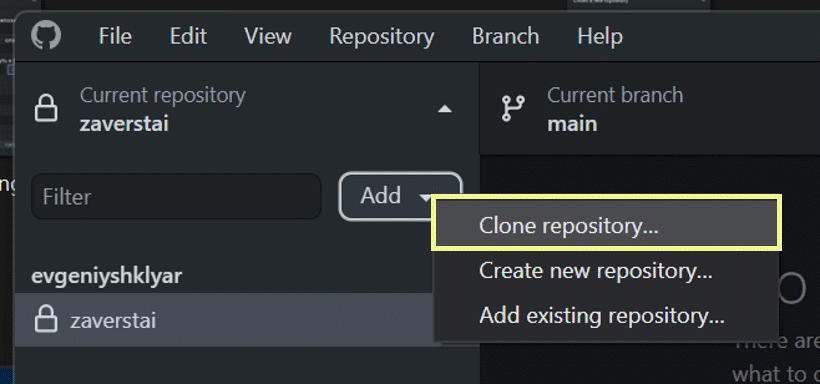 File Edit View Repository Branch Help
Current repository
zaverstai
Current branch
main
Filter
Add
Clone repository...
Create new repository...
Add existing repository...
evgeniyshklyar
zaverstai
There are
what to